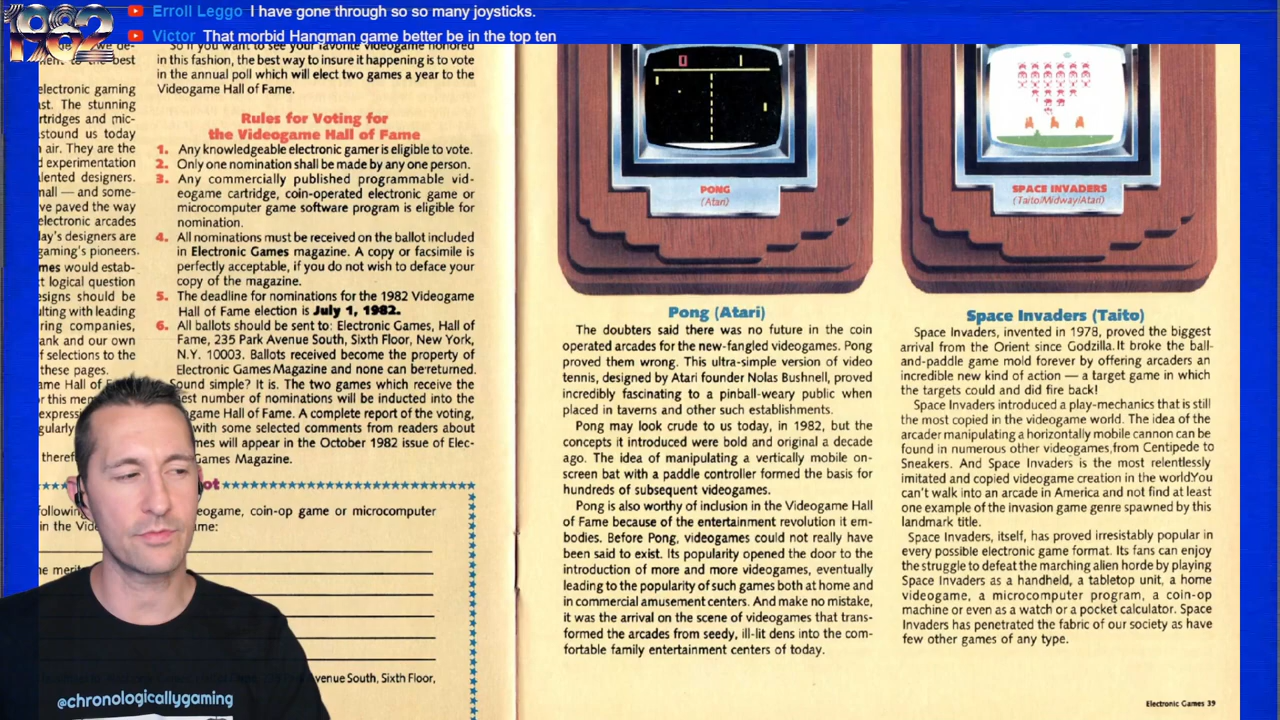 Erroll Leggo I have gone through so so many joysticks.
Victor That morbid Hangman game better be in the top ten
1982
So if you want to see your favorite videogame honored
in this fashion, the best way to insure it happening is to vote
in the annual poll which will elect two games a year to the
Videogame Hall of Fame.
best
electronic gaming
ast. The stunning
rtridges and mic-
stound us today
air. They are the
d experimentation
lented designers.
mall — and some-
ve paved the way
electronic arcades
lay's designers are
gaming's pioneers.
mes would estab-
ct logical question
esigns should be
ulting with leading
ring companies,
ank and our own
f selections to the
these pages.
ame Hall of F
r this me
expressi
gularly
theref
Rules for Voting for
the Videogame Hall of Fame
1. Any knowledgeable electronic gamer is eligible to vote.
2. Only one nomination shall be made by any one person.
3. Any commercially published programmable vid-
eogame cartridge, coin-operated electronic game or
microcomputer game software program is eligible for
nomination.
4. All nominations must be received on the ballot included
in Electronic Games magazine. A copy or facsimile is
perfectly acceptable, if you do not wish to deface your
copy of the magazine.
5. The deadline for nominations for the 1982 Videogame
Hall of Fame election is July 1, 1982.
6. All ballots should be sent to: Electronic Games, Hall of
Fame, 235 Park Avenue South, Sixth Floor, New York,
N.Y. 10003. Ballots received become the property of
Electronic Games Magazine and none can be returned.
Sound simple? It is. The two games which receive the
est number of nominations will be inducted into the
ogame Hall of Fame. A complete report of the voting,
with some selected comments from readers about
mes will appear in the October 1982 issue of Elec-
Games Magazine.
ot
following
eogame, coin-op game or microcomputer
in the Vide
me:
he meri
venue South, Sixth Floor,
@chronologicallygaming
0 1
PONG
(Atari)
Pong (Atari)
The doubters said there was no future in the coin
operated arcades for the new-fangled videogames. Pong
proved them wrong. This ultra-simple version of video
tennis, designed by Atari founder Nolas Bushnell, proved
incredibly fascinating to a pinball-weary public when
placed in taverns and other such establishments.
Pong may look crude to us today, in 1982, but the
concepts it introduced were bold and original a decade
ago. The idea of manipulating a vertically mobile on-
screen bat with a paddle controller formed the basis for
hundreds of subsequent videogames.
Pong is also worthy of inclusion in the Videogame Hall
of Fame because of the entertainment revolution it em-
bodies. Before Pong, videogames could not really have
been said to exist. Its popularity opened the door to the
introduction of more and more videogames, eventually
leading to the popularity of such games both at home and
in commercial amusement centers. And make no mistake,
it was the arrival on the scene of videogames that trans-
formed the arcades from seedy, ill-lit dens into the com-
fortable family entertainment centers of today.
SPACE INVADERS
(Taito/Midway/Atari)
Space Invaders (Taito)
Space Invaders, invented in 1978, proved the biggest
arrival from the Orient since Godzilla.It broke the ball-
and-paddle game mold forever by offering arcaders an
incredible new kind of action — a target game in which
the targets could and did fire back!
Space Invaders introduced a play-mechanics that is still
the most copied in the videogame world. The idea of the
arcader manipulating a horizontally mobile cannon can be
found in numerous other videogames,from Centipede to
Sneakers. And Space Invaders is the most relentlessly
imitated and copied videogame creation in the worldYou
can't walk into an arcade in America and not find at least
one example of the invasion game genre spawned by this
landmark title.
Space Invaders, itself, has proved irresistably popular in
every possible electronic game format. Its fans can enjoy
the struggle to defeat the marching alien horde by playing
Space Invaders as a handheld, a tabletop unit, a home
videogame, a microcomputer program, a coin-op
machine or even as a watch or a pocket calculator. Space
Invaders has penetrated the fabric of our society as have
few other games of any type.
Electronic Games 39